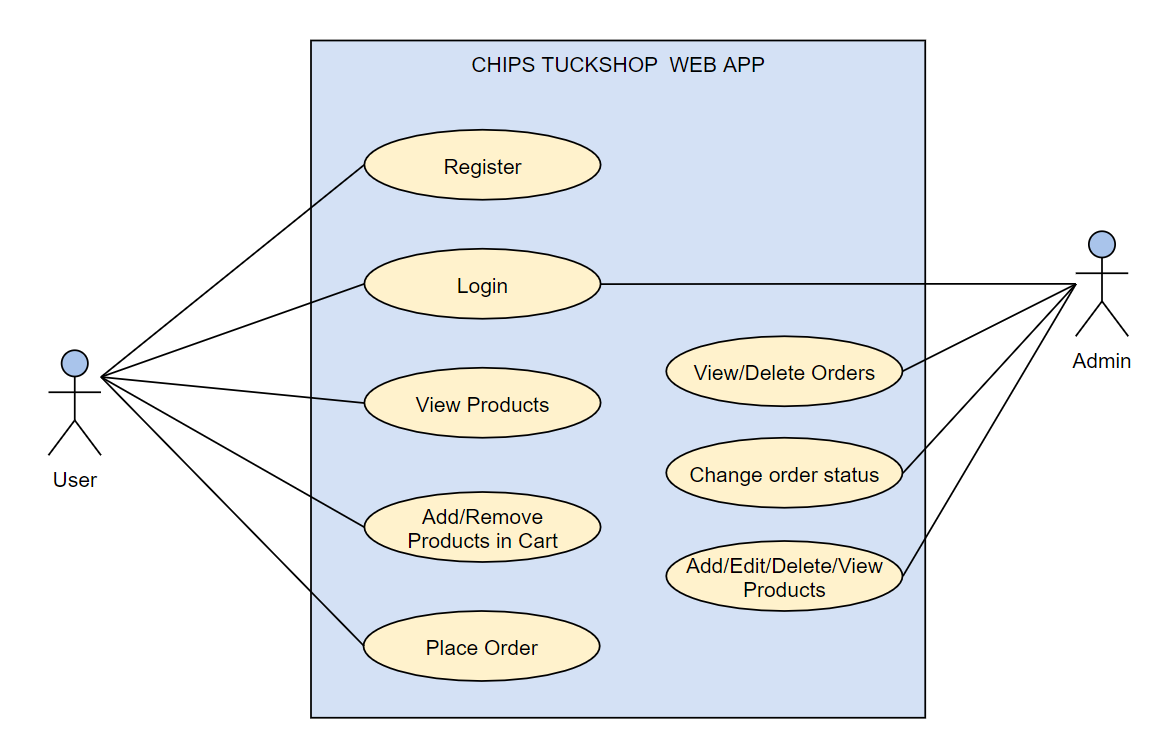 CHIPS TUCKSHOP  WEB APP
Register
Login
View Products
Add/Remove
Products in Cart
Place Order
View/Delete Orders
Change order status
Add/Edit/Delete/View
Products
User
Admin